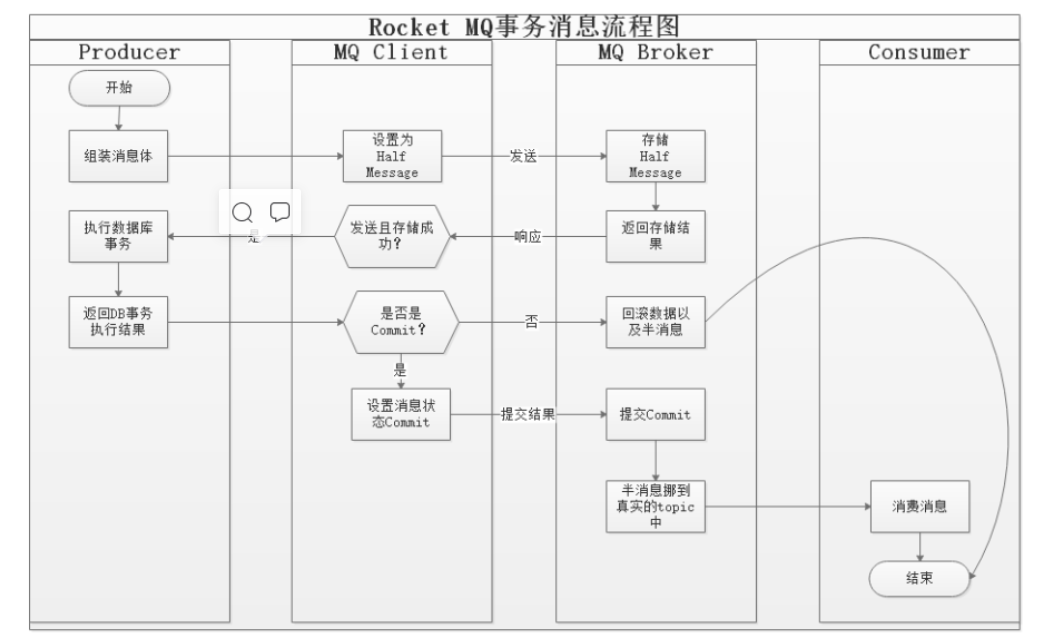 Rocket MQ事务消息流程图
Producer
MQ Client
MQ Broker
Consumer
开始
组装消息体
设置为
Half
Message
发送
存储
Half
Message
执行数据库
事务
是
发送且存储成
功?
响应
返回存储结
果
返回DB事务
执行结果
是否是
Commit?
否
回滚数据以
及半消息
是
设置消息状
态Commit
提交结果
提交Commit
半消息挪到
真实的topic
中
消费消息
结束